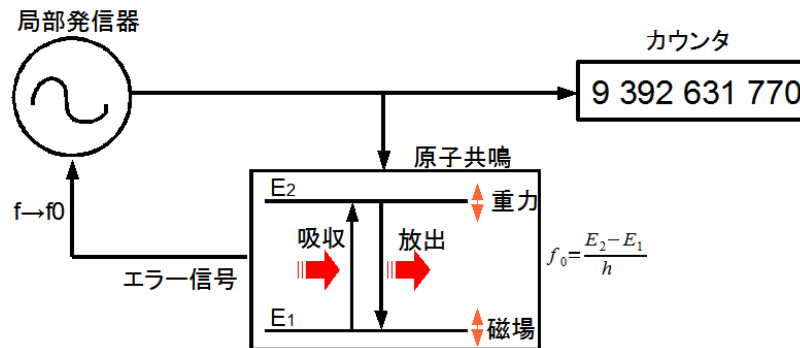 局部発信器
カウンタ
9 392 631 770
原子共鳴
E2
重力
f→f0
吸収
放出
f0=E2−E1/h
エラー信号
E1
磁場